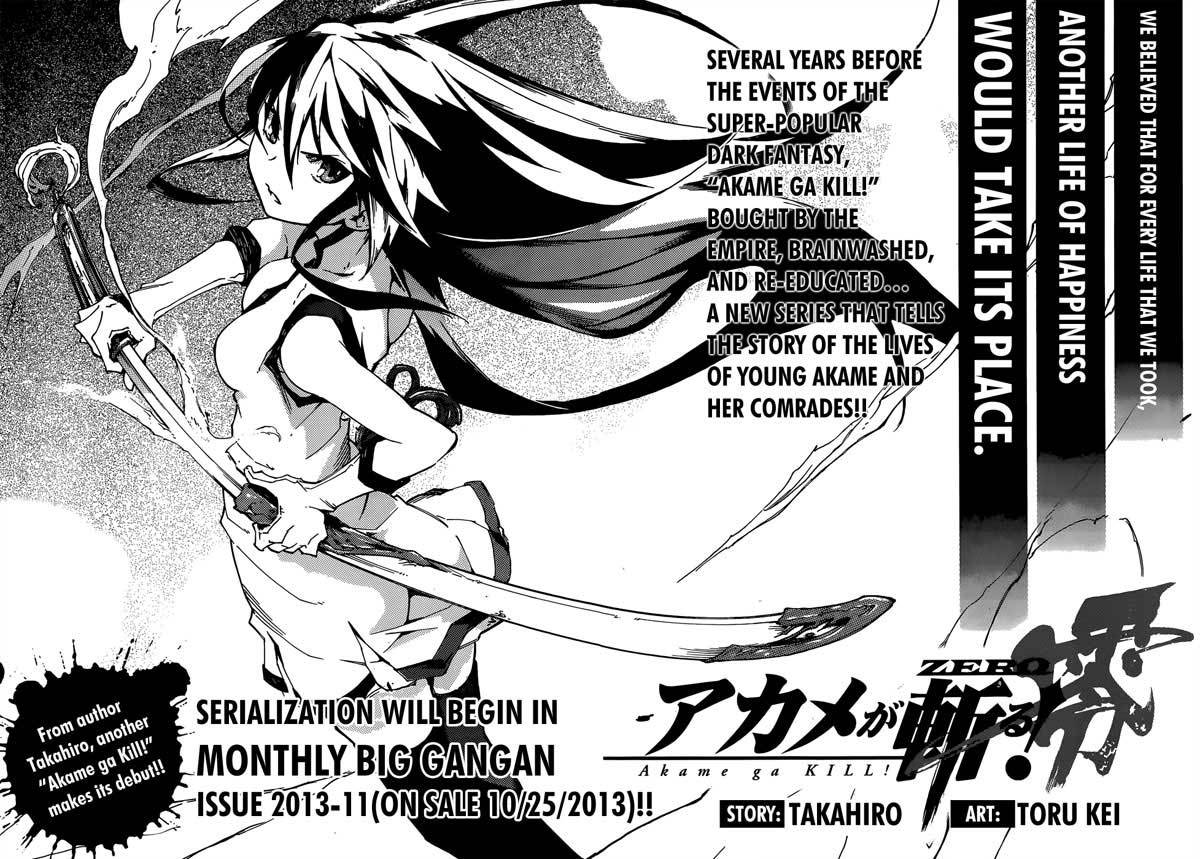 WE BELIEVED THAT FOR EVERY LIFE THAT WE TOOK,
ANOTHER LIFE OF HAPPINESS
WOULD TAKE ITS PLACE.
SEVERAL YEARS BEFORE
THE EVENTS OF THE
SUPER-POPULAR
DARK FANTASY,
“AKAME GA KILL!”
BOUGHT BY THE
EMPIRE, BRAINWASHED,
AND RE-EDUCATED...
A NEW SERIES THAT TELLS
THE STORY OF THE LIVES
OF YOUNG AKAME AND
HER COMRADES!!
アカメが斬る!零
ZERO
Akame ga KILL!
STORY: TAKAHIRO ART: TORU KEI
SERIALIZATION WILL BEGIN IN
MONTHLY BIG GANGAN
ISSUE 2013-11(ON SALE 10/25/2013)!!
From author
Takahiro, another
“Akame ga Kill!”
makes its debut!!